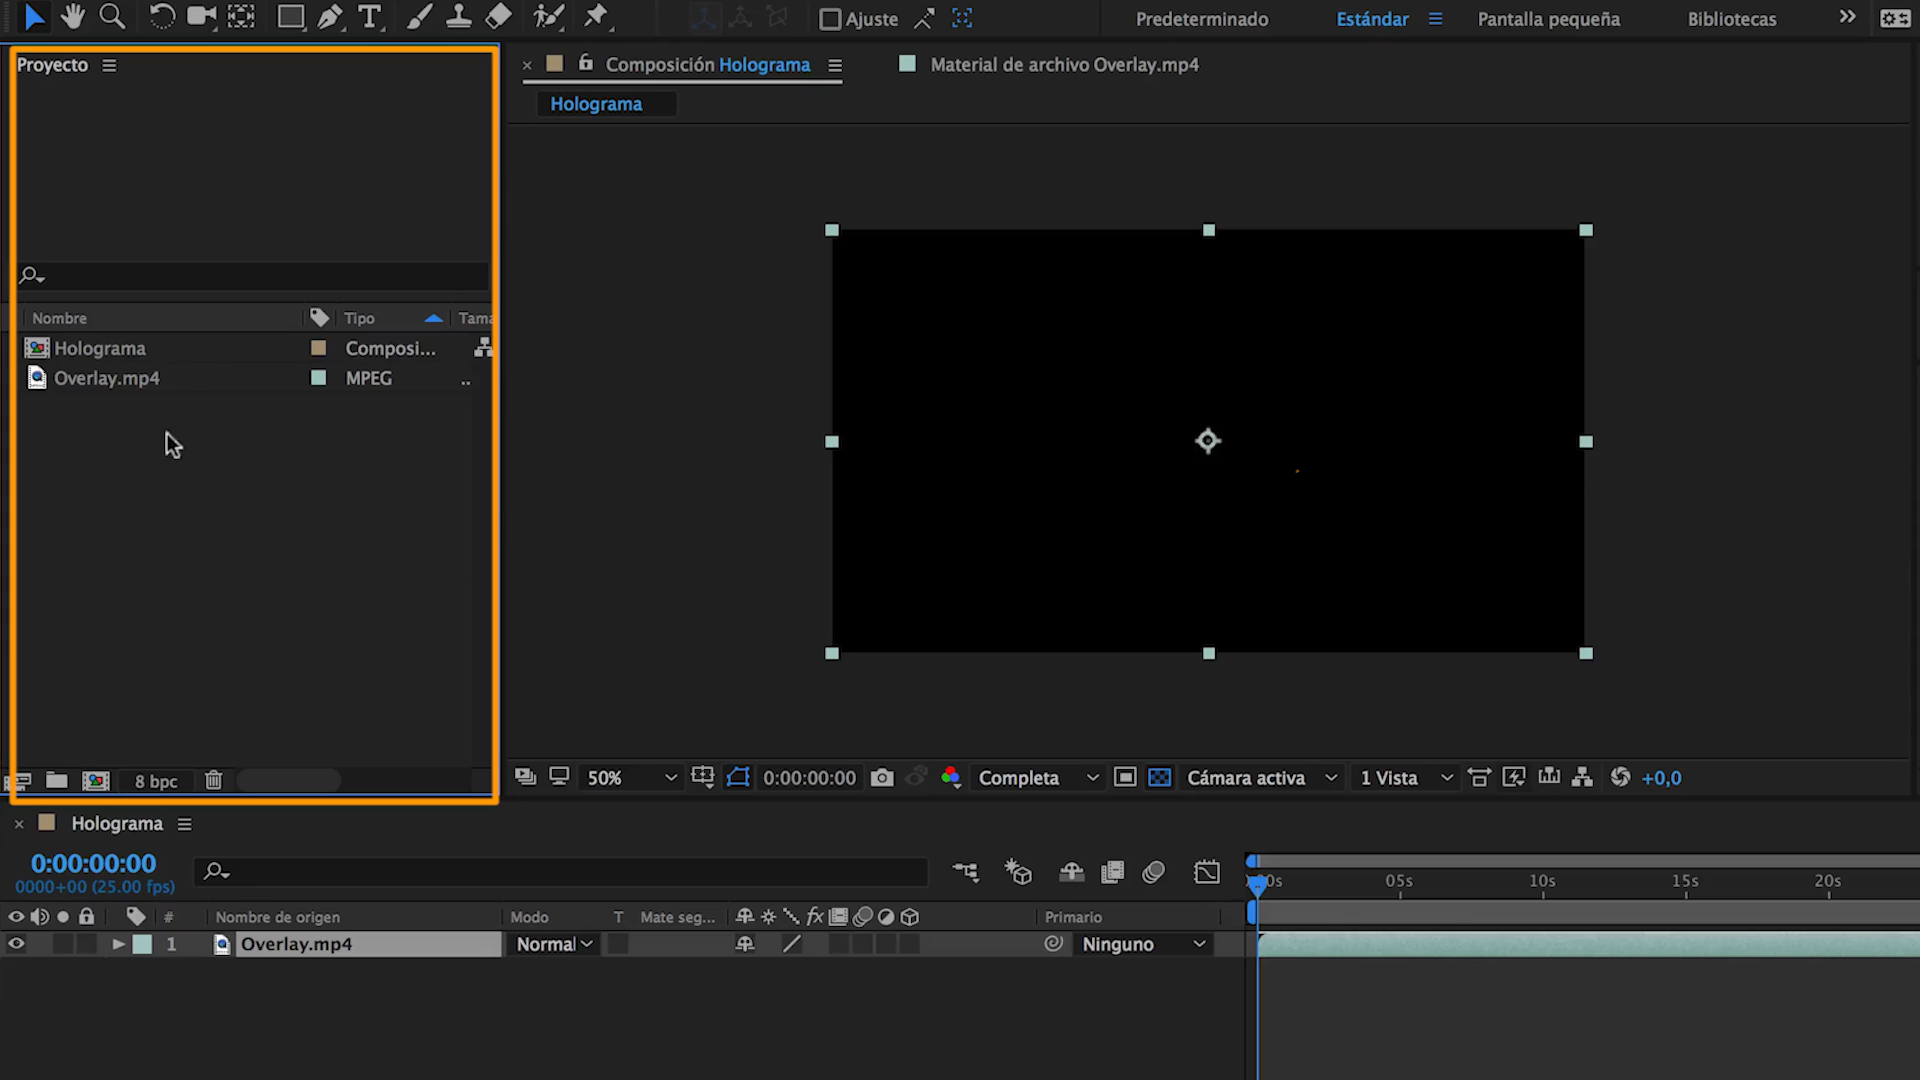 Ajuste
Predeterminado
Estándar
Pantalla pequeña
Bibliotecas
Proyecto
Composición Holograma
Material de archivo Overlay.mp4
Holograma
Nombre
Tipo
Tama
Holograma
Composi...
Overlay.mp4
MPEG
..
8 bpc
50%
0:00:00:00
Completa
Cámara activa
1 Vista
+0,0
Holograma
0:00:00:00
0000+00 (25.00 fps)
00s 05s 10s 15s 20s
#
Nombre de origen
Modo
T
Mate seg...
fx
Primario
1
Overlay.mp4
Normal
Ninguno